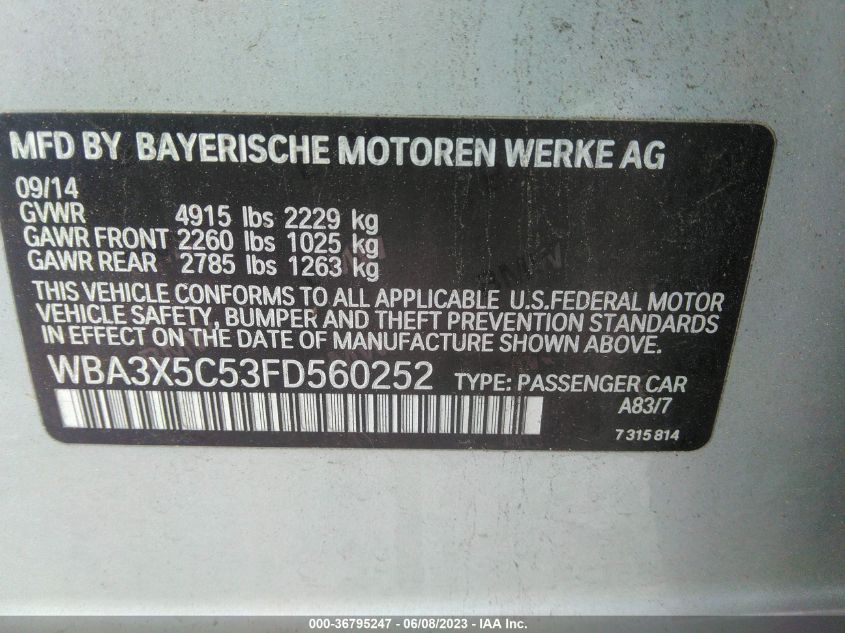 MFD BY BAYERISCHE MOTOREN WERKE AG
09/14
GVWR 4915 lbs 2229 kg
GAWR FRONT 2260 lbs 1025 kg
GAWR REAR 2785 lbs 1263 kg
THIS VEHICLE CONFORMS TO ALL APPLICABLE U.S.FEDERAL MOTOR
VEHICLE SAFETY, BUMPER AND THEFT PREVENTION STANDARDS
IN EFFECT ON THE DATE OF MANUFACTURE SHOWN ABOVE.
WBA3X5C53FD560252 TYPE: PASSENGER CAR
A83/7
7 315 814
000-36795247 - 06/08/2023 - © IAA Inc.